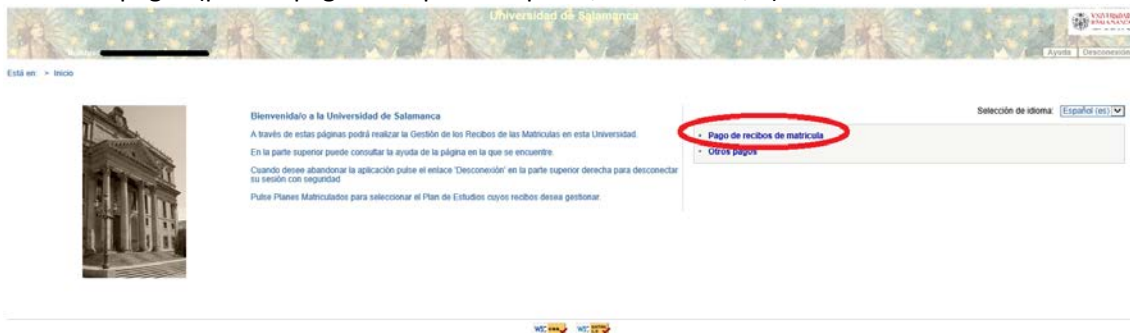 Universidad de Salamanca
Ayuda Desconexión
Está en: > Inicio
Selección de idioma: Español (es)
Bienvenida/o a la Universidad de Salamanca
A través de estas páginas podrá realizar la Gestión de los Recibos de las Matrículas en esta Universidad.
En la parte superior puede consultar la ayuda de la página en la que se encuentre.
Cuando desee abandonar la aplicación pulse el enlace 'Desconexión' en la parte superior derecha para desconectar
su sesión con seguridad
Pulse Planes Matriculados para seleccionar el Plan de Estudios cuyos recibos desea gestionar.
Pago de recibos de matrícula
Otros pagos